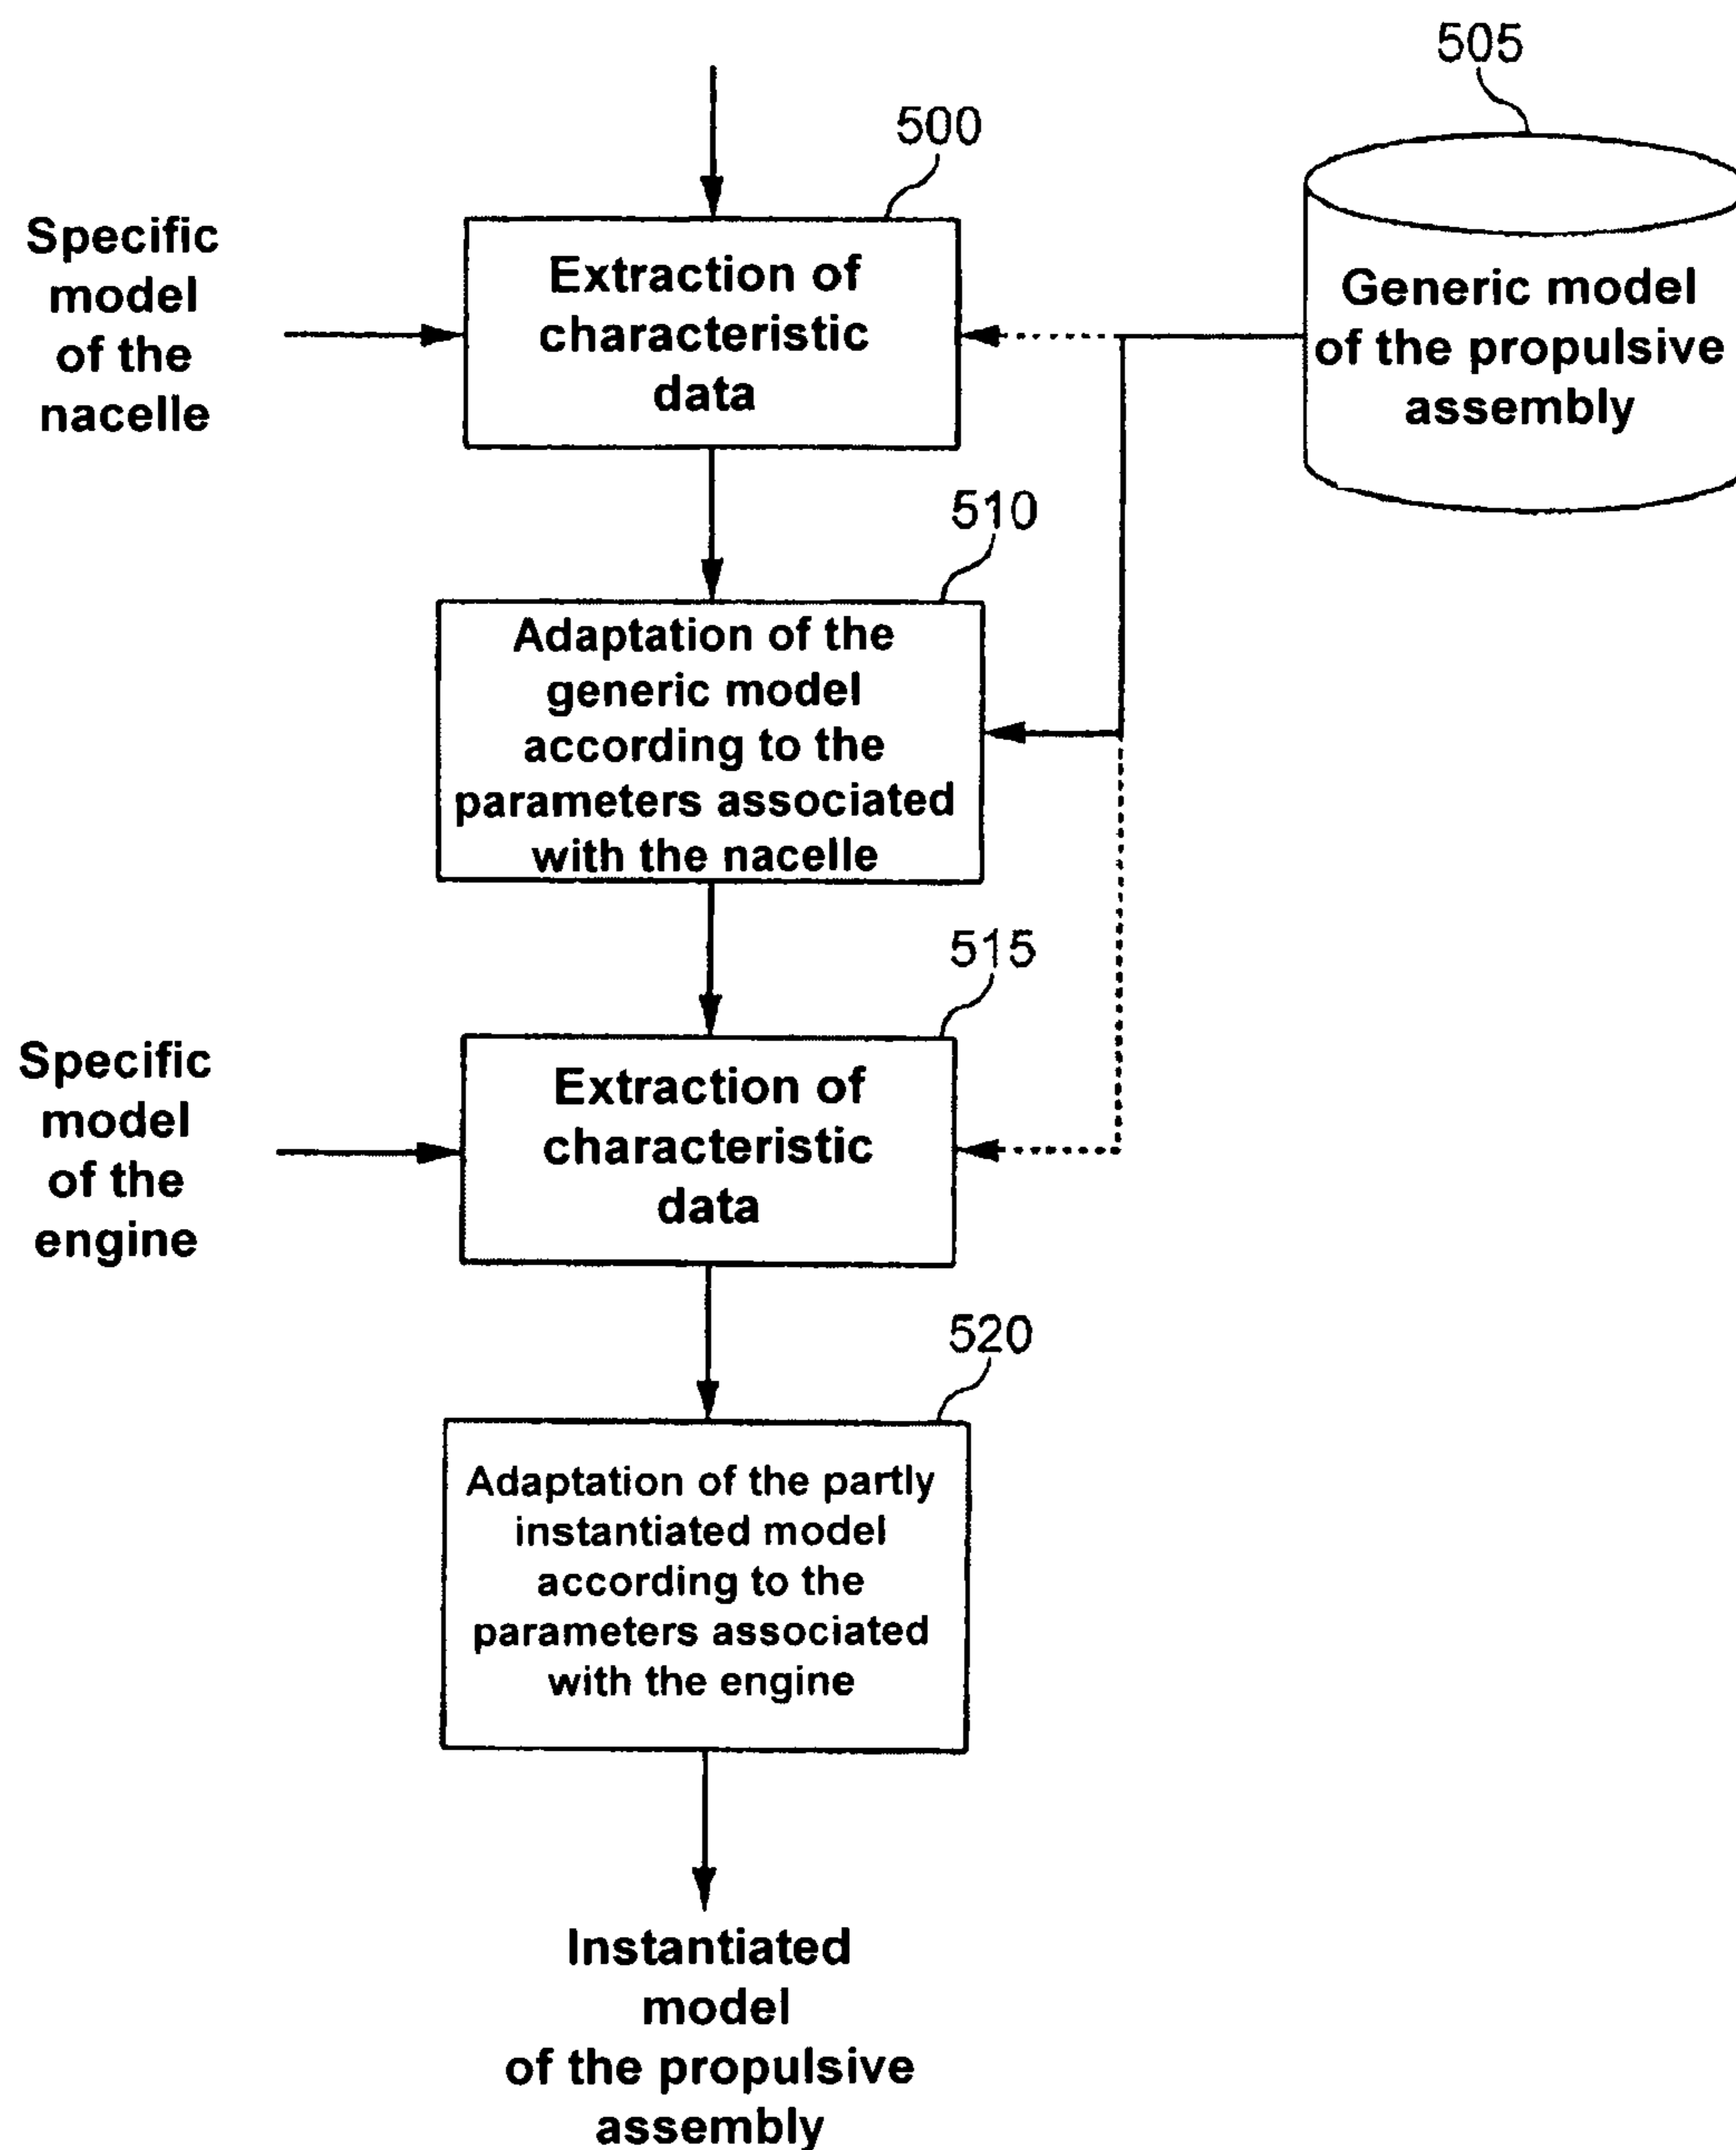 505
500
Specific
model
of the
nacelle
Extraction of
characteristic
data
Generic model
of the propulsive
assembly
510
Adaptation of the
generic model
according to the
parameters associated
with the nacelle
515
Specific
model
of the
engine
Extraction of
characteristic
data
520
Adaptation of the partly
instantiated model
according to the
parameters associated
with the engine
Instantiated
model
of the propulsive
assembly